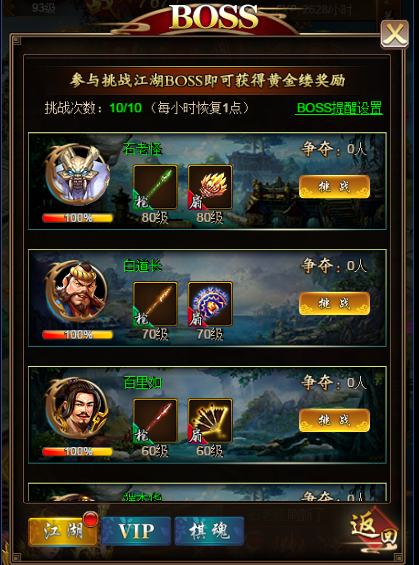 93级
BOSS
参与挑战江湖BOSS即可获得黄金缕奖励
挑战次数：10/10（每小时恢复1点） BOSS提醒设置
石老怪 争夺：0人
枪 扇 挑战
100% 80级 80级
白道长 争夺：0人
枪 扇 挑战
100% 70级 70级
百里如 争夺：0人
枪 扇 挑战
100% 60级 60级
江湖 VIP 棋魂 返回